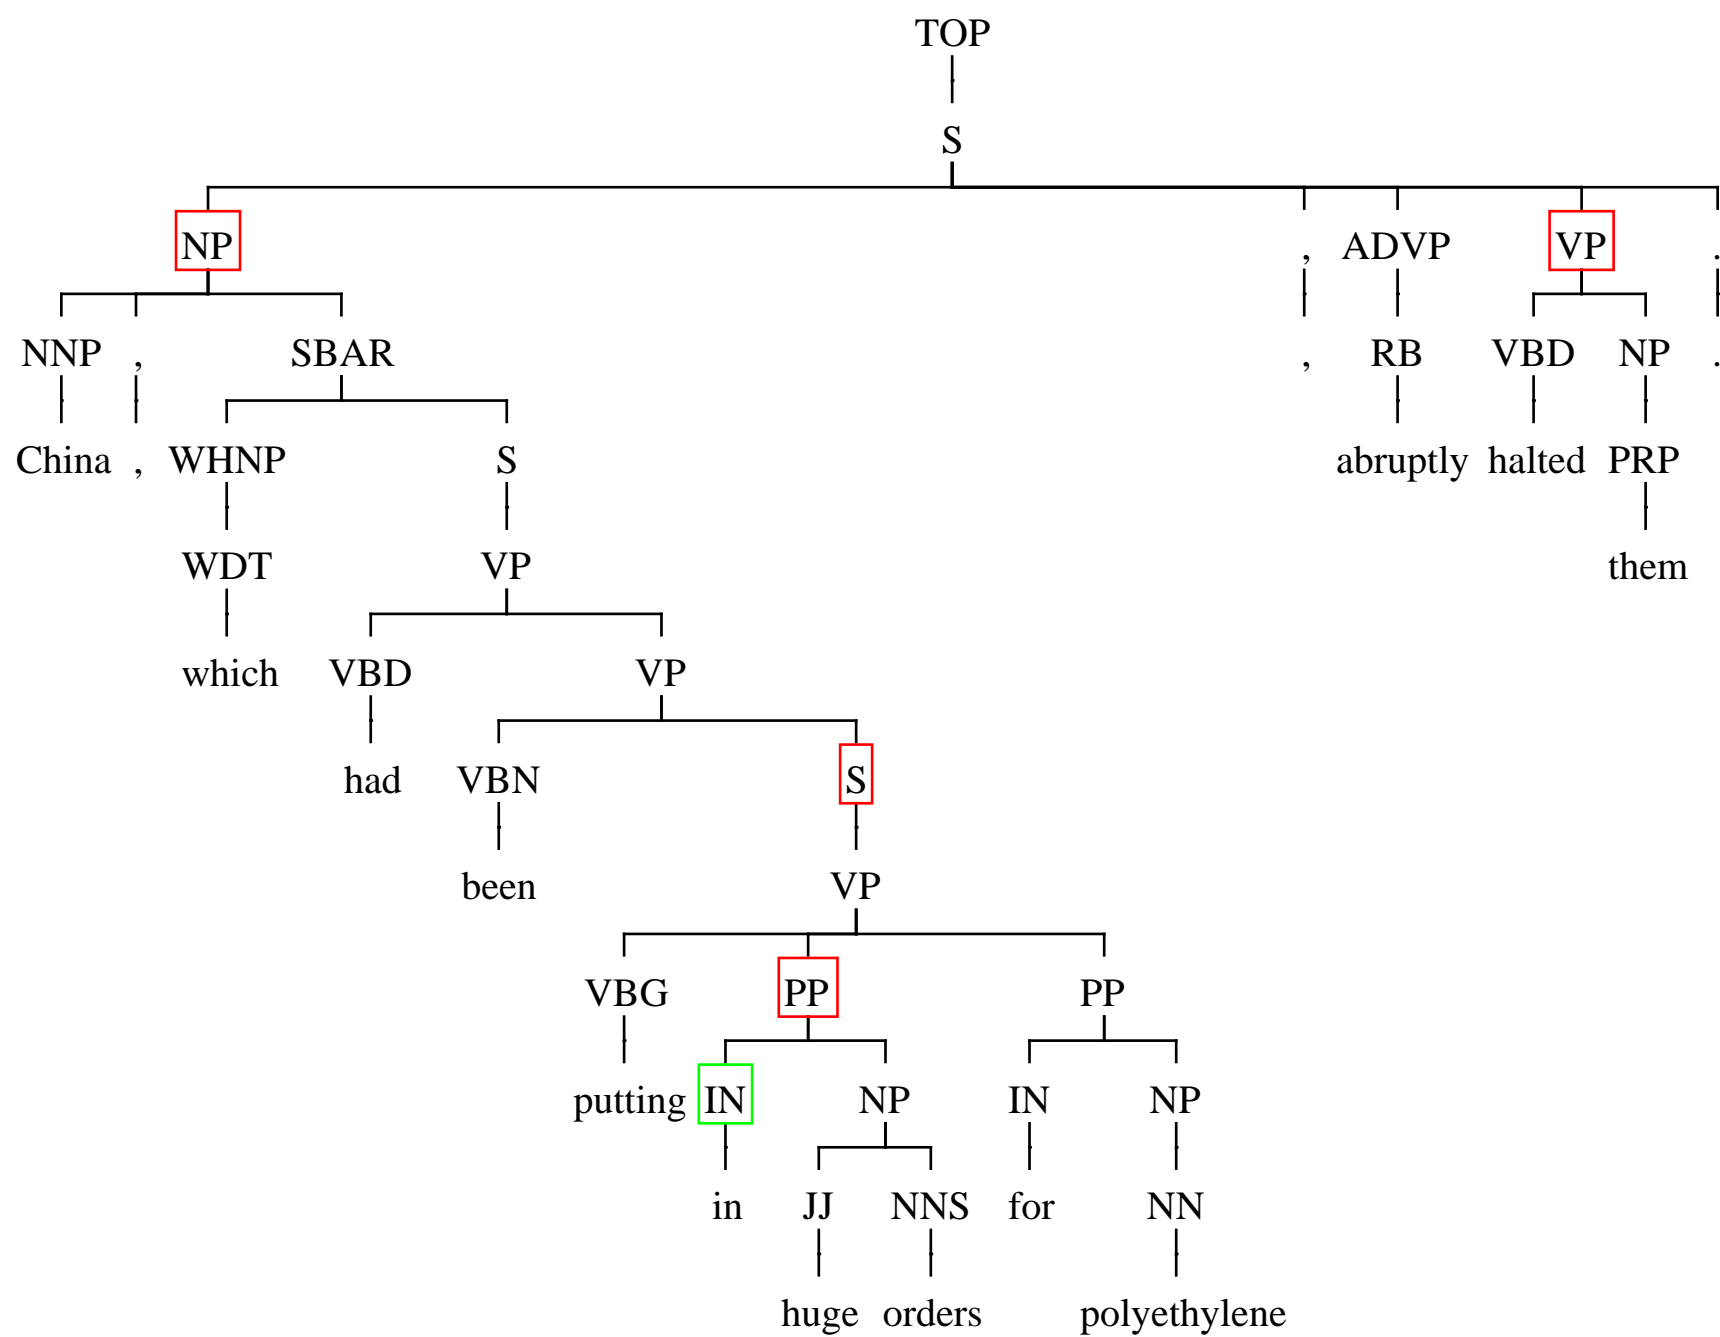 TOP
S
NP , ADVP VP .
NNP , SBAR , RB VBD NP .
China , WHNP S abruptly halted PRP
WDT VP them
which VBD VP
had VBN S
been VP
VBG PP PP
putting IN NP IN NP
in JJ NNS for NN
huge orders polyethylene